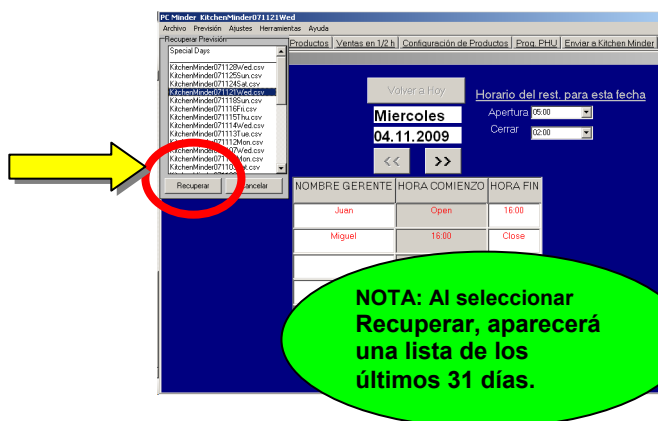 PC Minder KitchenMinder071121Wed
Archivo Previsión Ajustes Herramientas Ayuda
Recuperar Previsión
Productos Ventas en 1/2 h Configuración de Productos Prog. PHU Enviar a Kitchen Minder
Special Days
KitchenMinder071128Wed.csv
KitchenMinder071125Sun.csv
KitchenMinder071124Sat.csv
KitchenMinder071121Wed.csv
KitchenMinder071118Sun.csv
KitchenMinder071116Fri.csv
KitchenMinder071115Thu.csv
KitchenMinder071114Wed.csv
KitchenMinder071113Tue.csv
KitchenMinder071112Mon.csv
Recuperar
Volver a Hoy
Miercoles
04.11.2009
<< >>
Horario del rest. para esta fecha
Apertura 05:00
Cerrar 02:00
NOMBRE GERENTE HORA COMIENZO HORA FIN
Juan Open 16:00
Miguel 16:00 Close
NOTA: Al seleccionar
Recuperar, aparecerá
una lista de los
últimos 31 días.